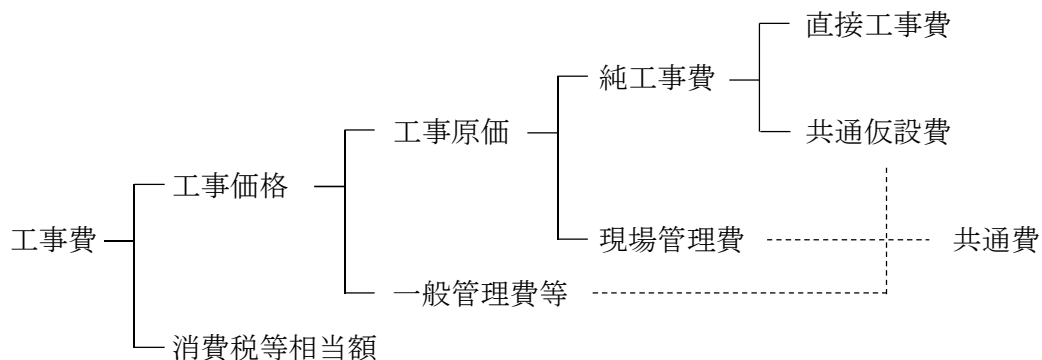 直接工事費
純工事費
工事原価
共通仮設費
工事価格
工事費
現場管理費
共通費
一般管理費等
消費税等相当額